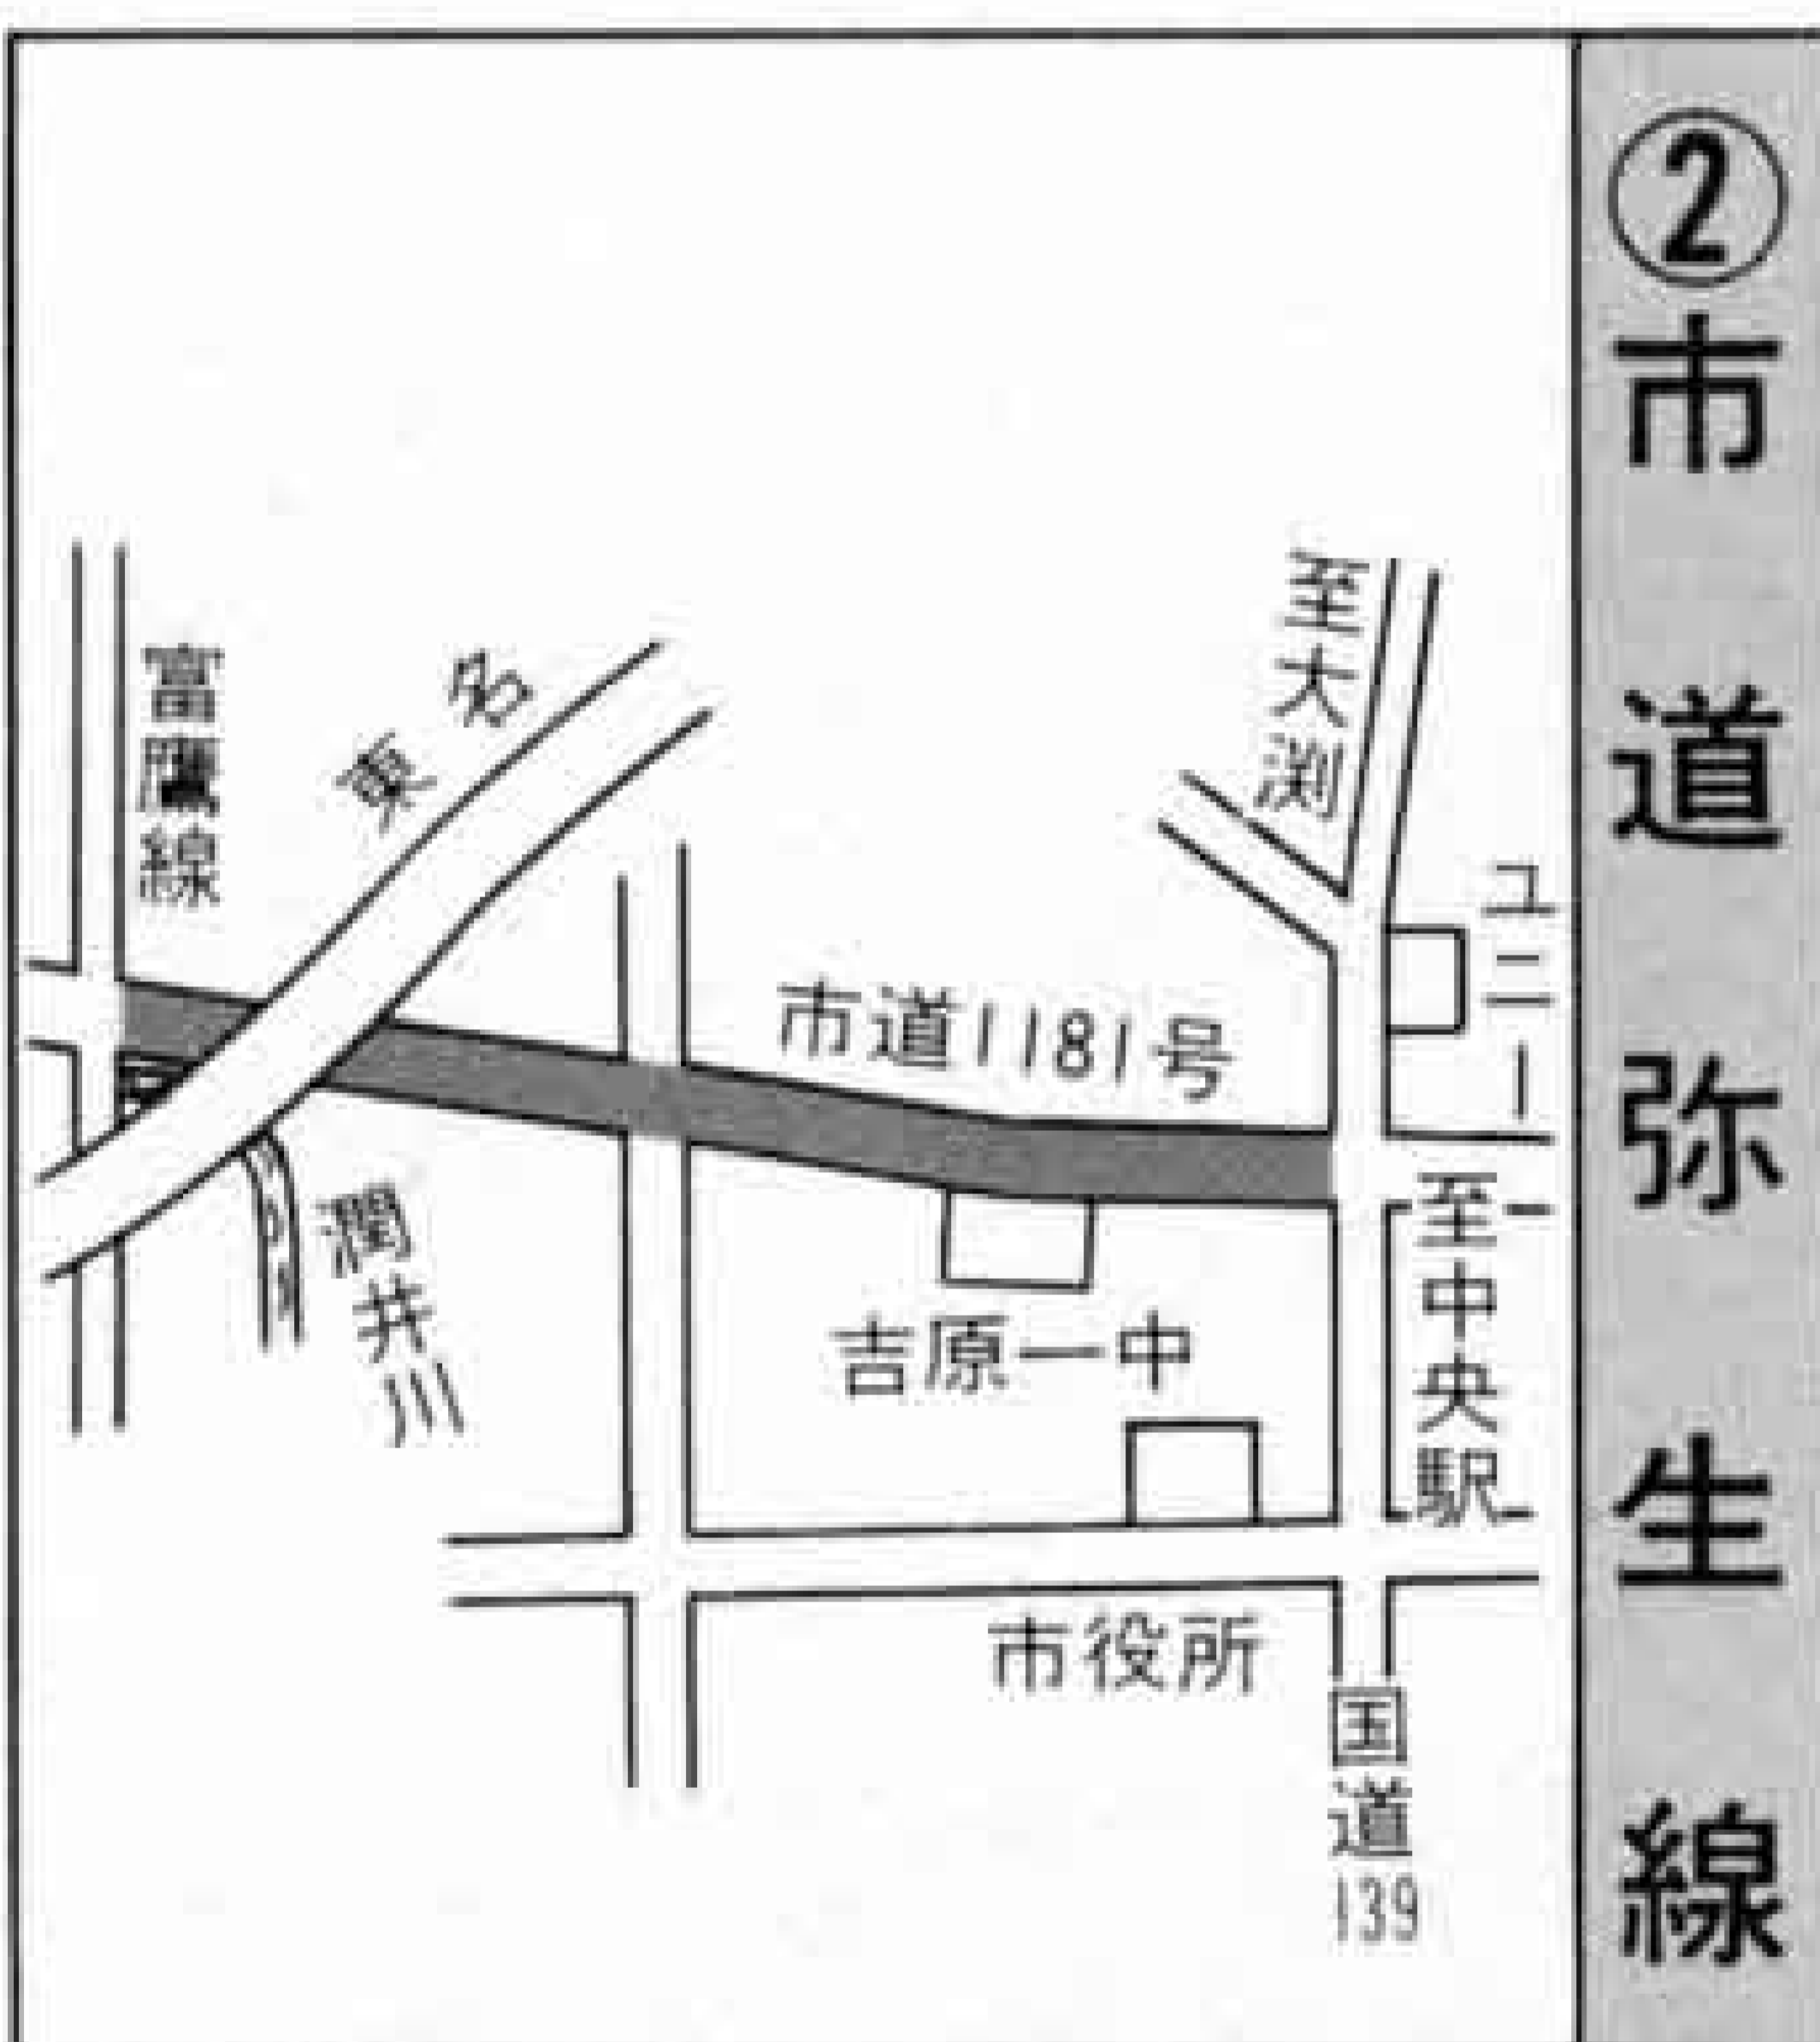 ②市道弥生線
至大渕
ユニー
富鷹線
東名
市道1181号
至中央駅
潤井川
吉原一中
市役所
国道139